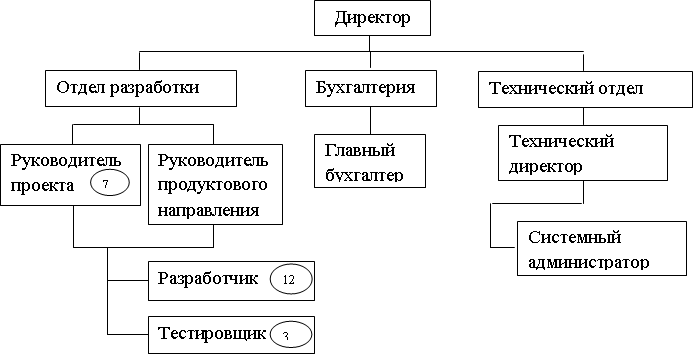 Директор
Отдел разработки
Бухгалтерия
Технический отдел
Руководитель
проекта 7
Руководитель
продуктового
направления
Главный
бухгалтер
Технический
директор
Системный
администратор
Разработчик 12
Тестировщик 3